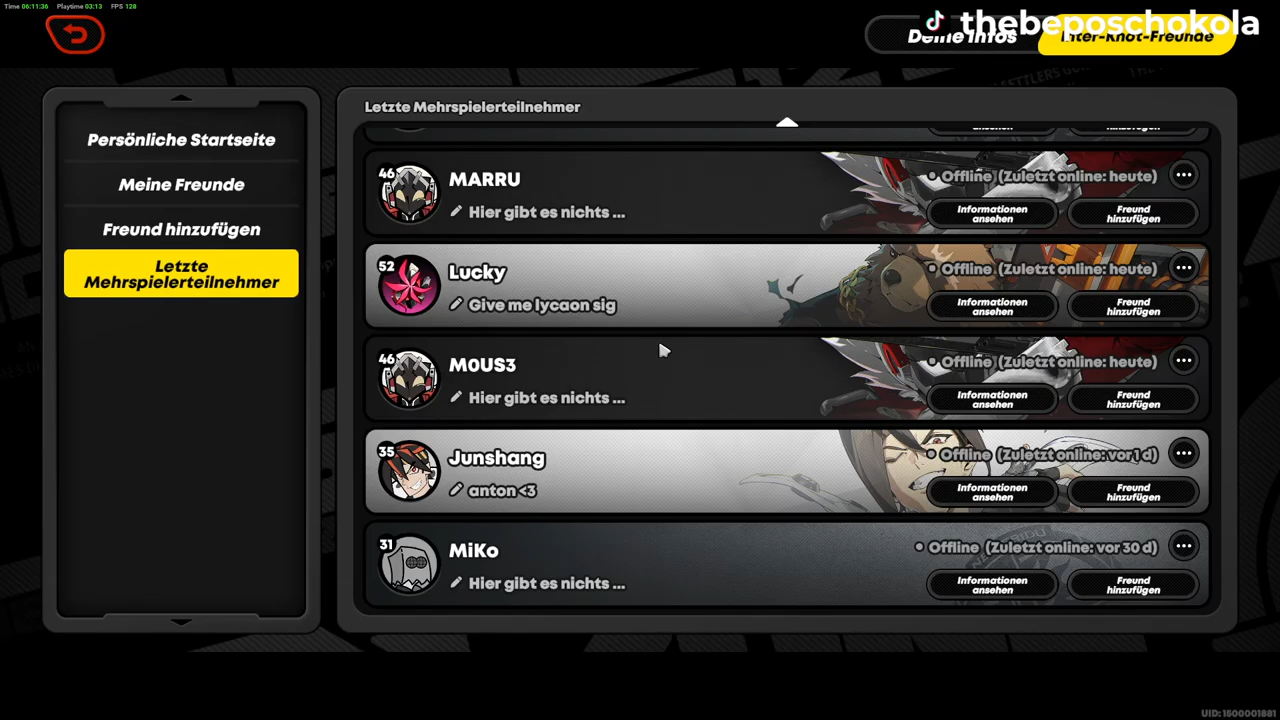 Time 06:11:36 Playtime 03:13 FPS 128
thebeposchokola
Deine Infos
Inter-Knot-Freunde
Persönliche Startseite
Meine Freunde
Freund hinzufügen
Letzte
Mehrspielerteilnehmer
Letzte Mehrspielerteilnehmer
ansehen
hinzufügen
46
MARRU
Hier gibt es nichts ...
Offline (Zuletzt online: heute)
Informationen
ansehen
Freund
hinzufügen
52
Lucky
Give me lycaon sig
Offline (Zuletzt online: heute)
Informationen
ansehen
Freund
hinzufügen
46
M0US3
Hier gibt es nichts ...
Offline (Zuletzt online: heute)
Informationen
ansehen
Freund
hinzufügen
35
Junshang
anton<3
Offline (Zuletzt online: vor 1 d)
Informationen
ansehen
Freund
hinzufügen
31
MiKo
Hier gibt es nichts ...
Offline (Zuletzt online: vor 30 d)
Informationen
ansehen
Freund
hinzufügen
UID: 1500001881